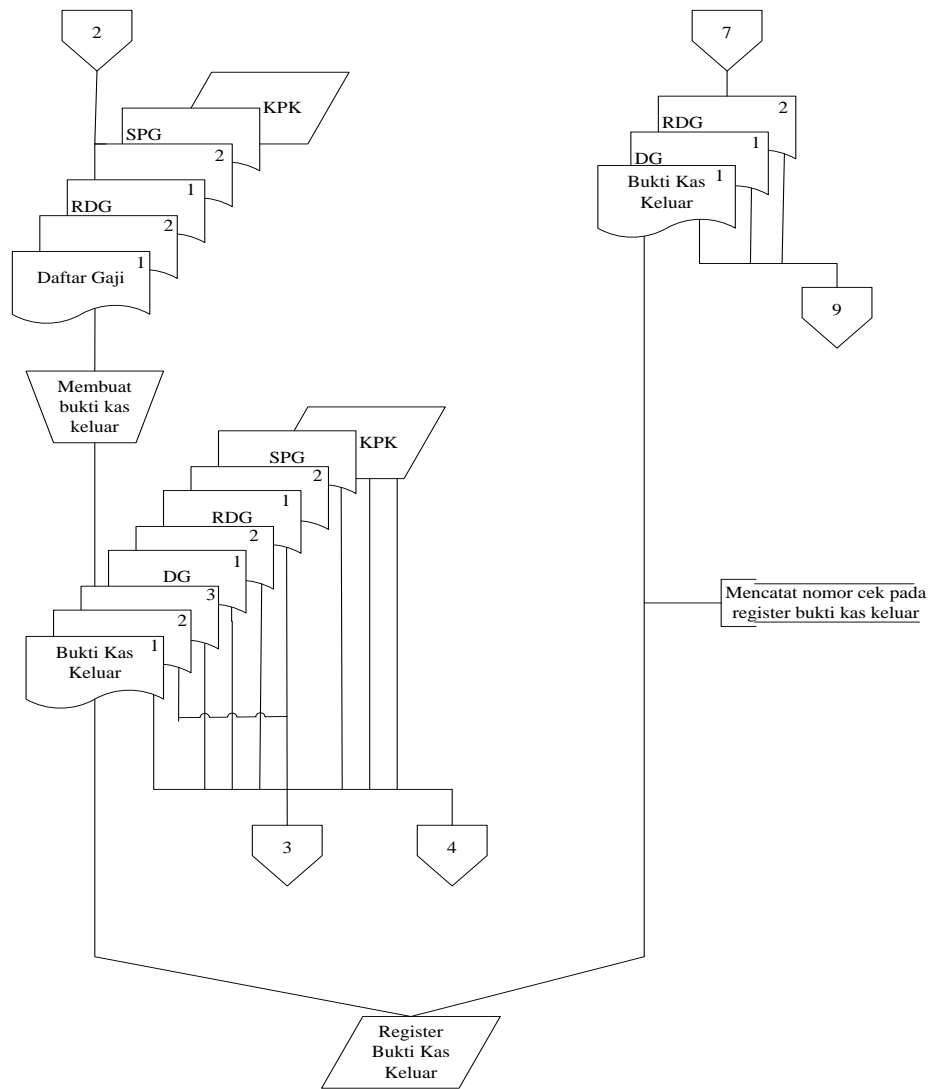 2
KPK
SPG
2
1
RDG
2
1
Daftar Gaji
Membuat
bukti kas
keluar
KPK
SPG
2
1
RDG
2
1
DG
3
2
1
Bukti Kas
Keluar
3
4
7
2
RDG
1
DG
1
Bukti Kas
Keluar
9
Mencatat nomor cek pada
register bukti kas keluar
Register
Bukti Kas
Keluar